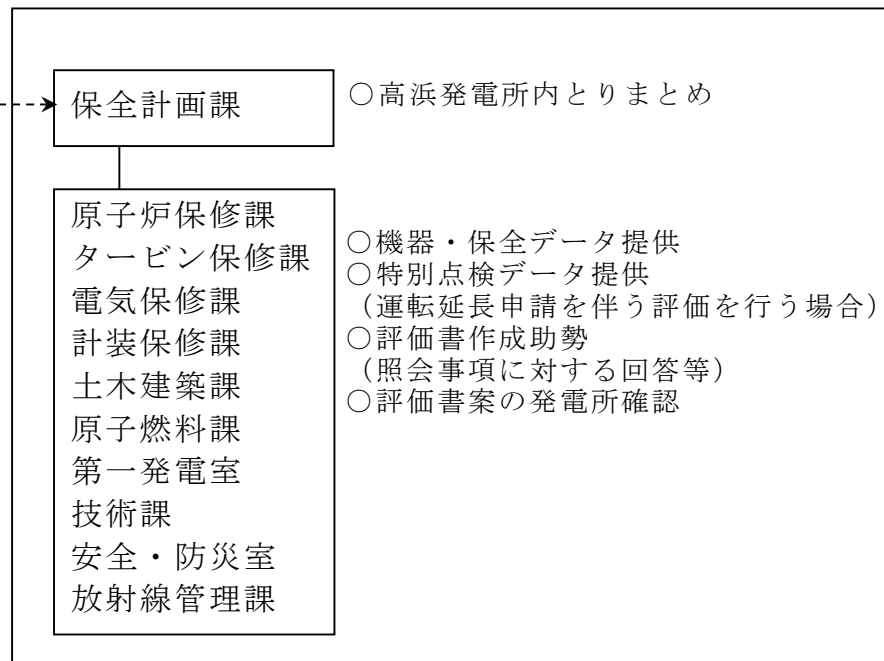 保全計画課
○高浜発電所内とりまとめ
原子炉保修課
タービン保修課
電気保修課
計装保修課
土木建築課
原子燃料課
第一発電室
技術課
安全・防災室
放射線管理課
○機器・保全データ提供
○特別点検データ提供
（運転延長申請を伴う評価を行う場合）
○評価書作成助勢
（照会事項に対する回答等）
○評価書案の発電所確認